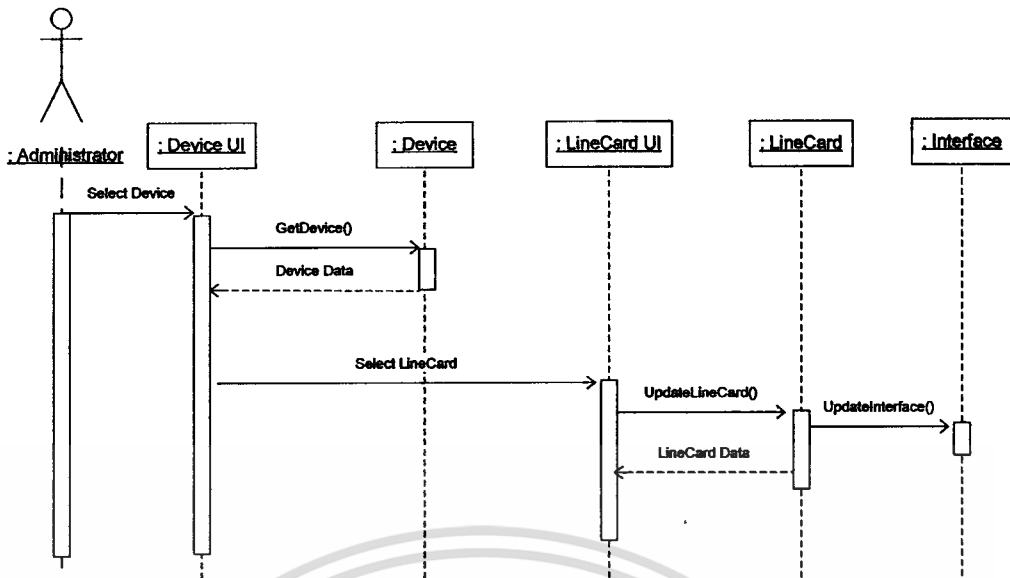 : Administrator
: Device UI
: Device
: LineCard UI
: LineCard
: Interface
Select Device
GetDevice()
Device Data
Select LineCard
UpdateLineCard()
UpdateInterface()
LineCard Data